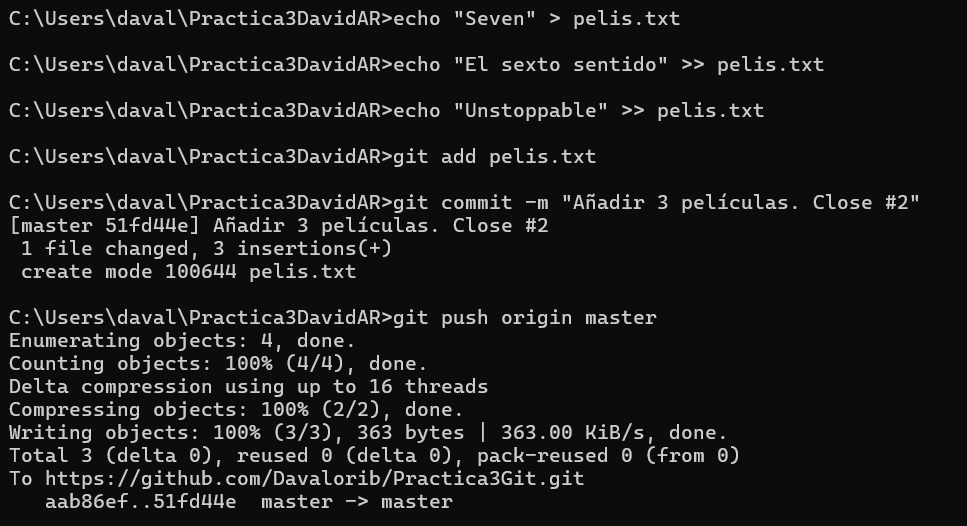 C:\Users\daval\Practica3DavidAR>echo "Seven" > pelis.txt
C:\Users\daval\Practica3DavidAR>echo "El sexto sentido" >> pelis.txt
C:\Users\daval\Practica3DavidAR>echo "Unstoppable" >> pelis.txt
C:\Users\daval\Practica3DavidAR>git add pelis.txt
C:\Users\daval\Practica3DavidAR>git commit -m "Añadir 3 películas. Close #2"
[master 51fd44e] Añadir 3 películas. Close #2
 1 file changed, 3 insertions(+)
 create mode 100644 pelis.txt
C:\Users\daval\Practica3DavidAR>git push origin master
Enumerating objects: 4, done.
Counting objects: 100% (4/4), done.
Delta compression using up to 16 threads
Compressing objects: 100% (2/2), done.
Writing objects: 100% (3/3), 363 bytes | 363.00 KiB/s, done.
Total 3 (delta 0), reused 0 (delta 0), pack-reused 0 (from 0)
To https://github.com/Davalorib/Practica3Git.git
   aab86ef..51fd44e  master -> master